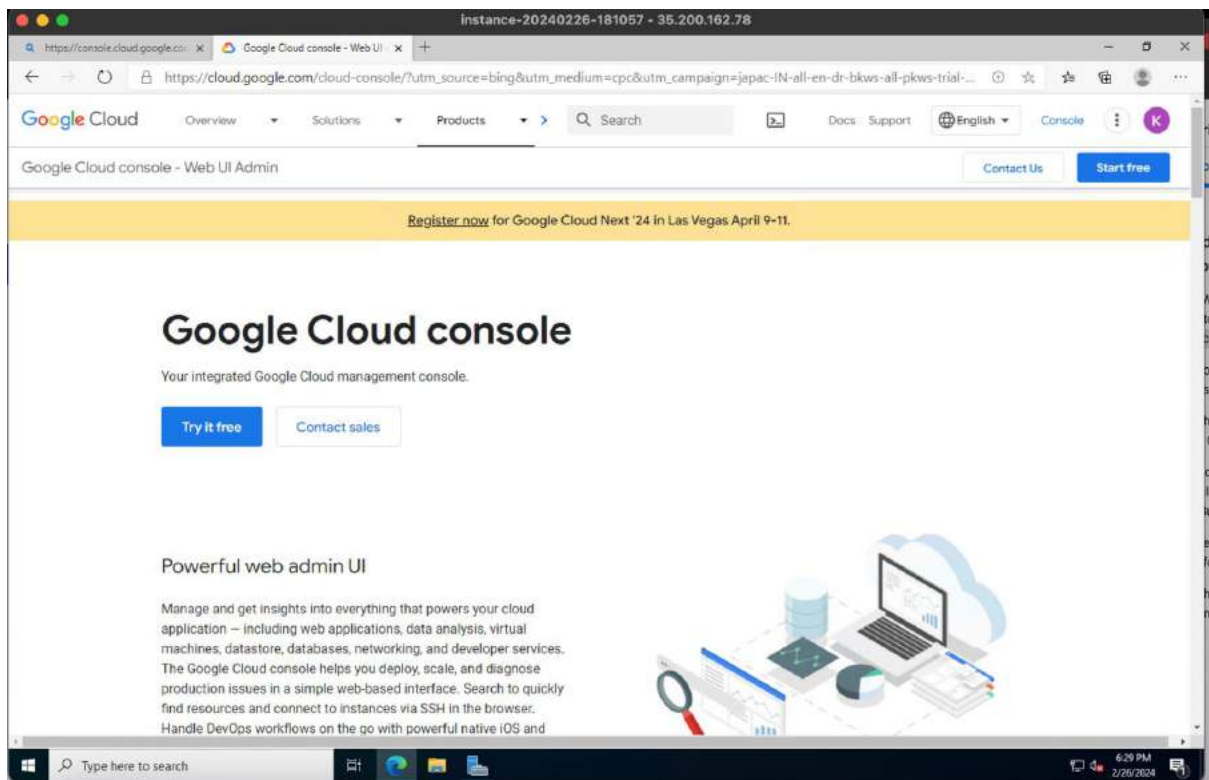 instance-20240226-181057 - 35.200.162.78
https://console.cloud.google.co
Google Cloud console - Web UI
https://cloud.google.com/cloud-console/?utm_source=bing&utm_medium=cpc&utm_campaign=japac-IN-all-en-dr-bkws-all-pkws-trial-...
Google Cloud Overview Solutions Products Search Docs Support English Console K
Google Cloud console - Web UI Admin Contact Us Start free
Register now for Google Cloud Next '24 in Las Vegas April 9-11.
Google Cloud console
Your integrated Google Cloud management console.
Try it free Contact sales
Powerful web admin UI
Manage and get insights into everything that powers your cloud
application — including web applications, data analysis, virtual
machines, datastore, databases, networking, and developer services.
The Google Cloud console helps you deploy, scale, and diagnose
production issues in a simple web-based interface. Search to quickly
find resources and connect to instances via SSH in the browser.
Handle DevOps workflows on the go with powerful native iOS and
Type here to search
6:29 PM
2/26/2024